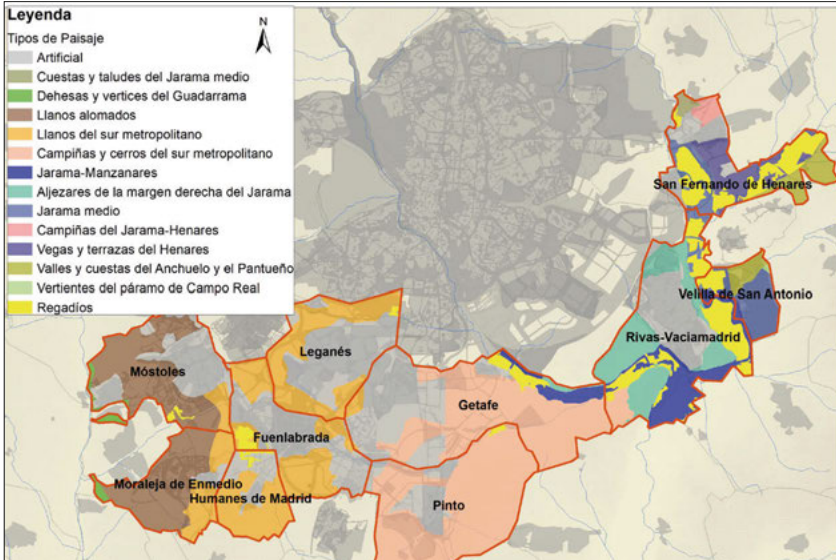 Leyenda
Tipos de Paisaje
Artificial
Cuestas y taludes del Jarama medio
Dehesas y vertices del Guadarrama
Llanos alomados
Llanos del sur metropolitano
Campiñas y cerros del sur metropolitano
Jarama-Manzanares
Aljezares de la margen derecha del Jarama
Jarama medio
Campiñas del Jarama-Henares
Vegas y terrazas del Henares
Valles y cuestas del Anchuelo y el Pantueño
Vertientes del páramo de Campo Real
Regadíos
N
San Fernando de Henares
Velilla de San Antonio
Rivas-Vaciamadrid
Leganés
Móstoles
Getafe
Fuenlabrada
Moraleja de Enmedio
Humanes de Madrid
Pinto